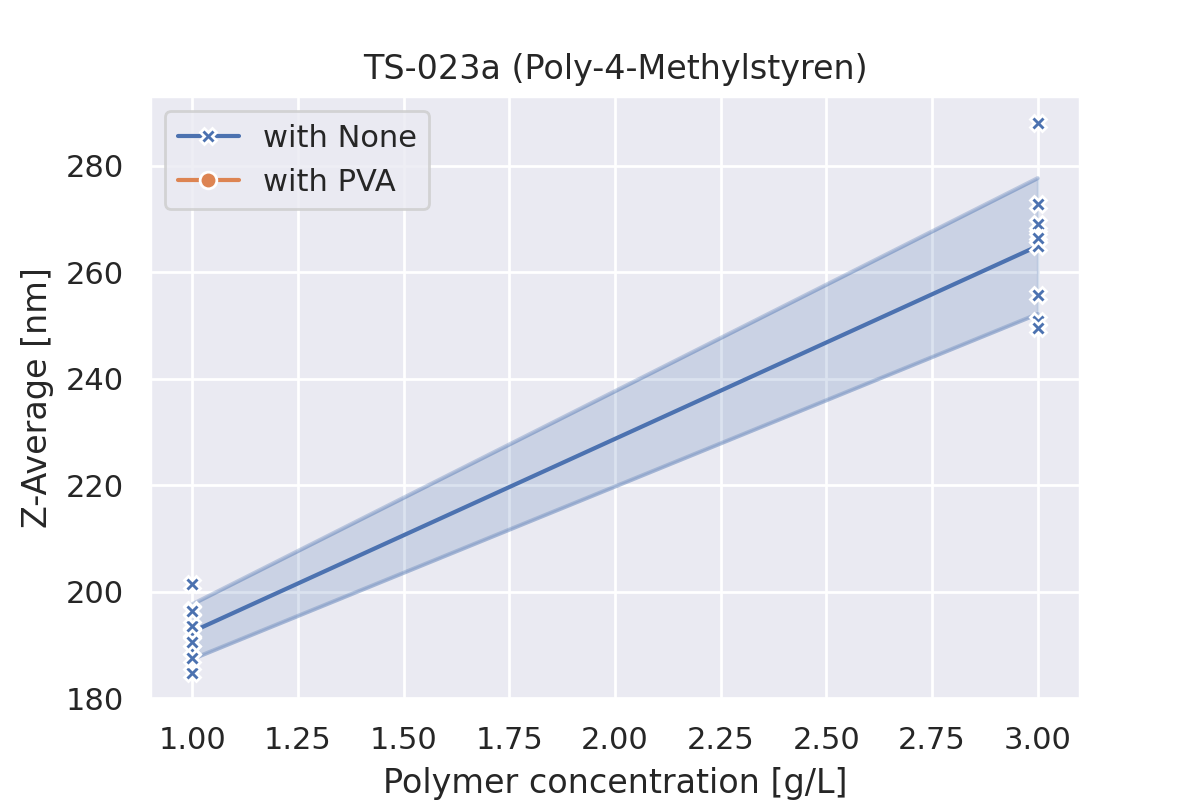 TS-023a (Poly-4-Methylstyren)
with None
with PVA
280
260
240
220
200
180
Z-Average [nm]
1.00 1.25 1.50 1.75 2.00 2.25 2.50 2.75 3.00
Polymer concentration [g/L]